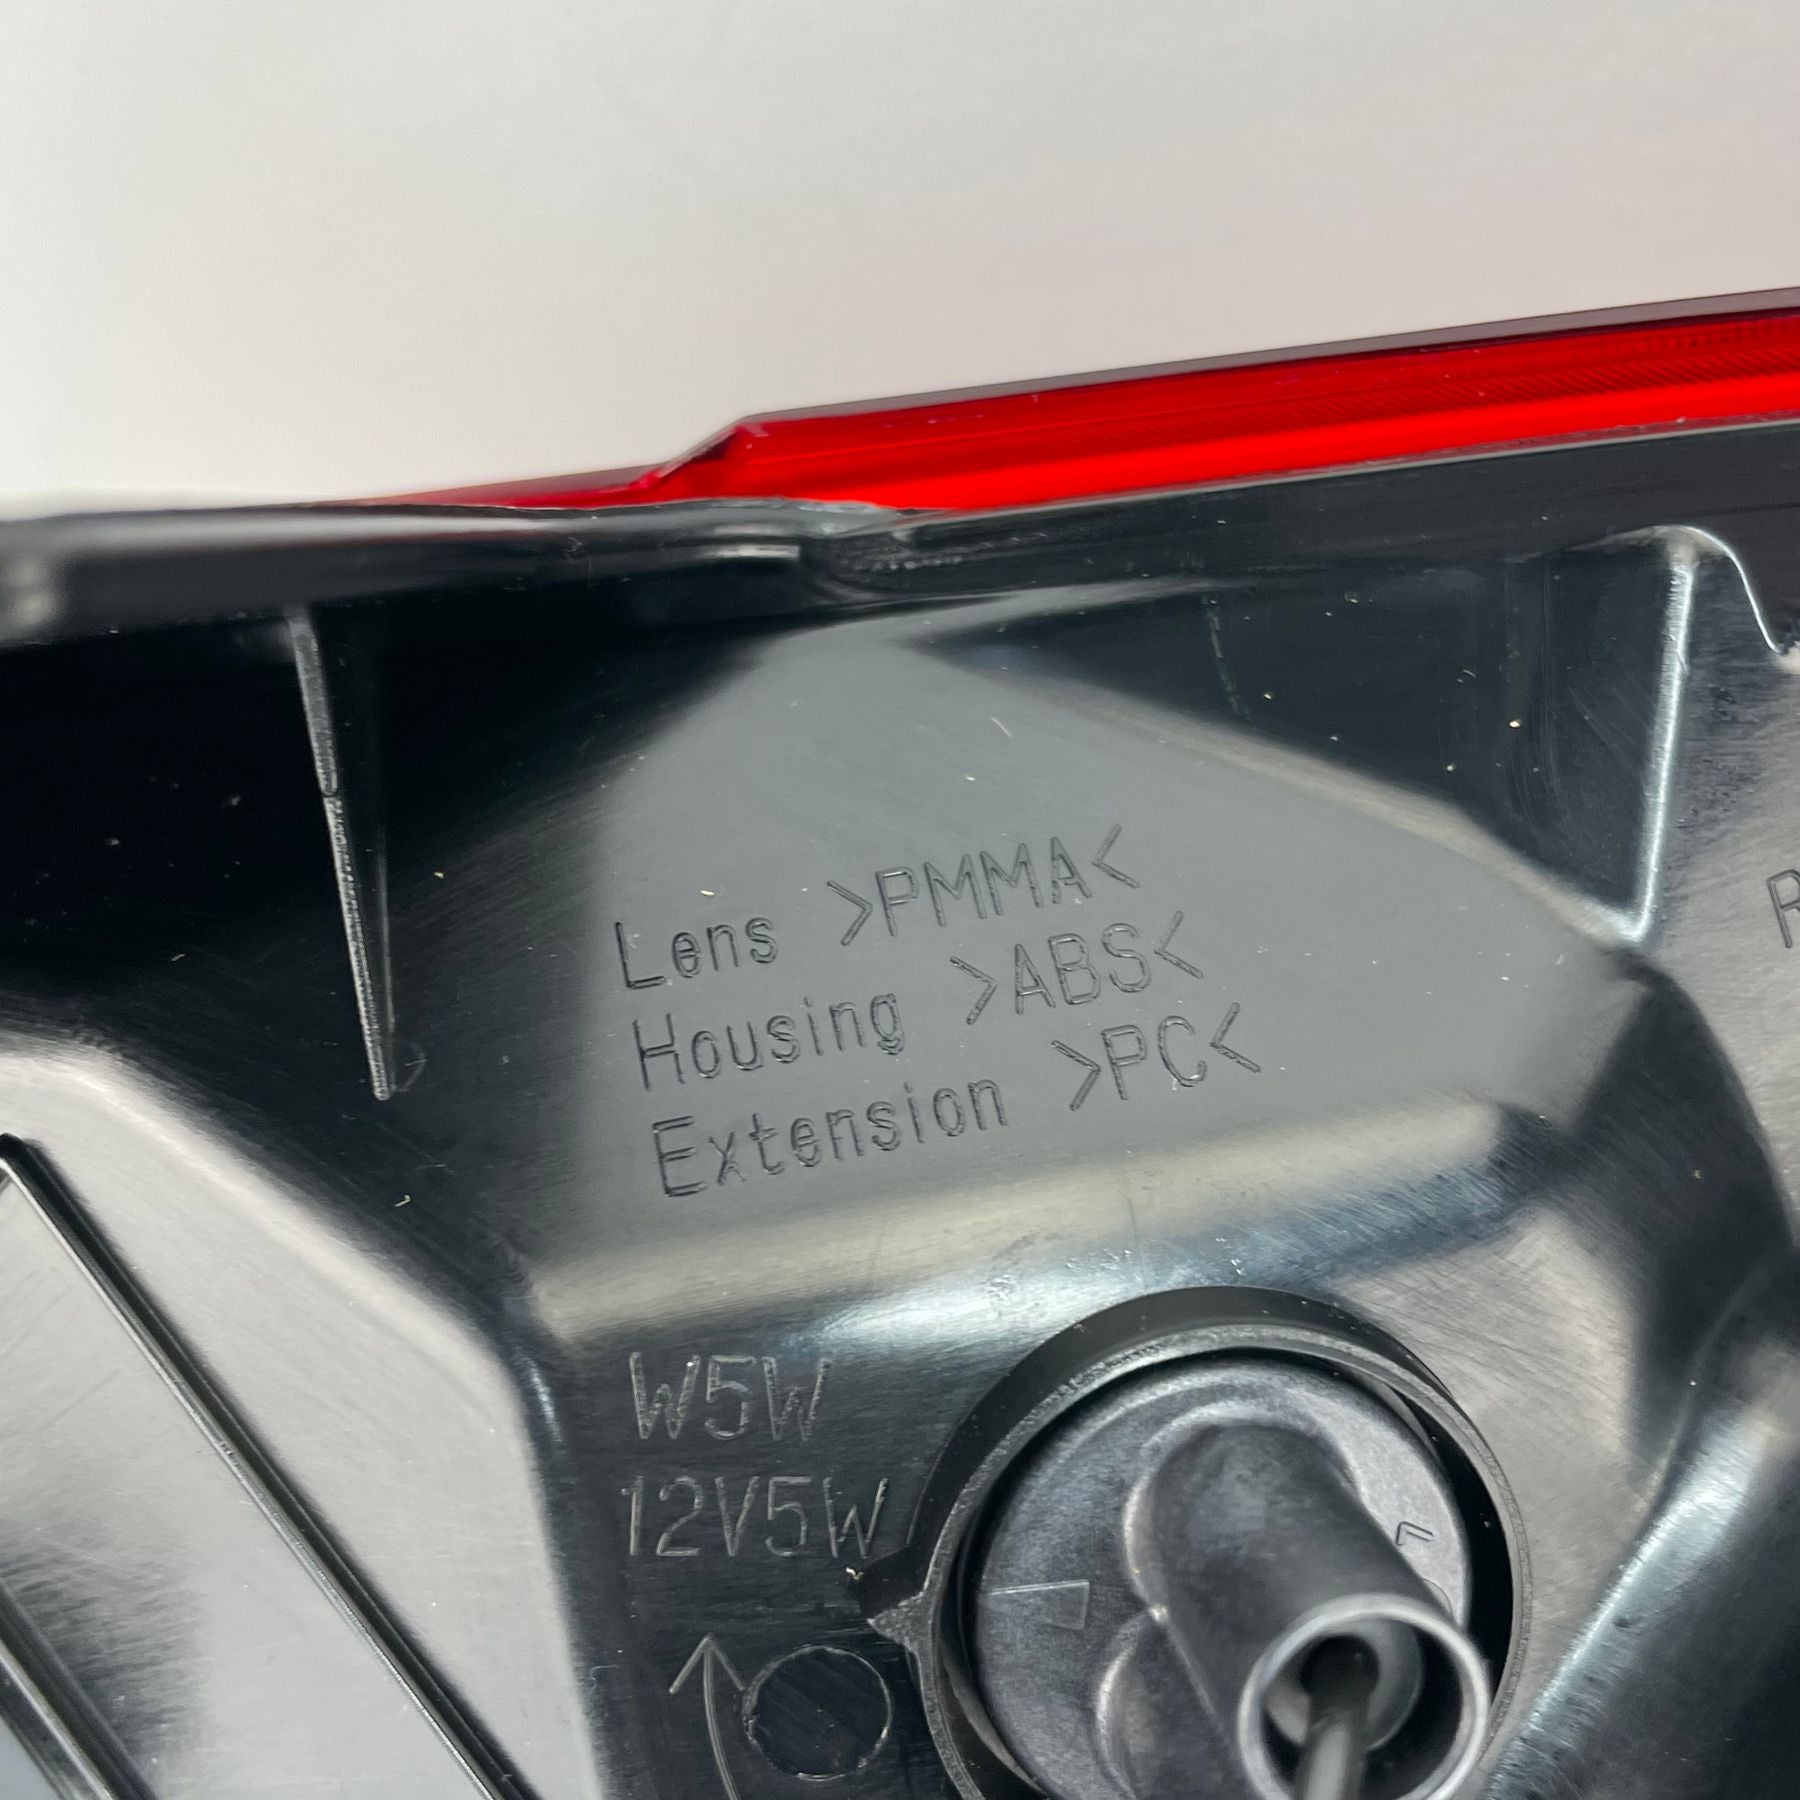 Lens >PMMA<
Housing >ABS<
Extension >PC<
R
W5W
12V5W